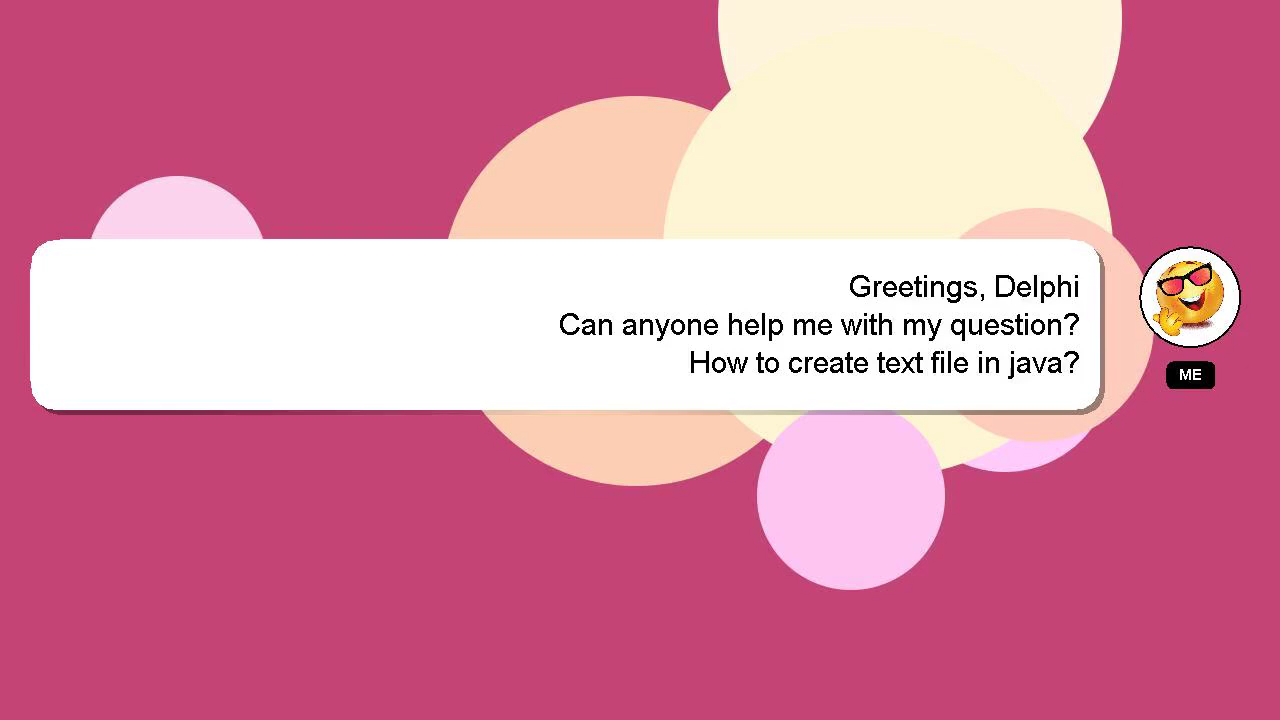 Greetings, Delphi
Can anyone help me with my question?
How to create text file in java?
ME